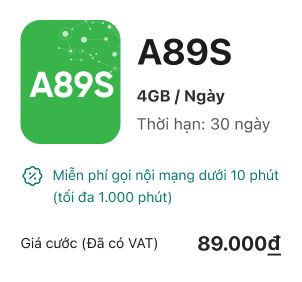 A89S
A89S
4GB / Ngày
Thời hạn: 30 ngày
Miễn phí gọi nội mạng dưới 10 phút
(tối đa 1.000 phút)
Giá cước (Đã có VAT) 89.000đ